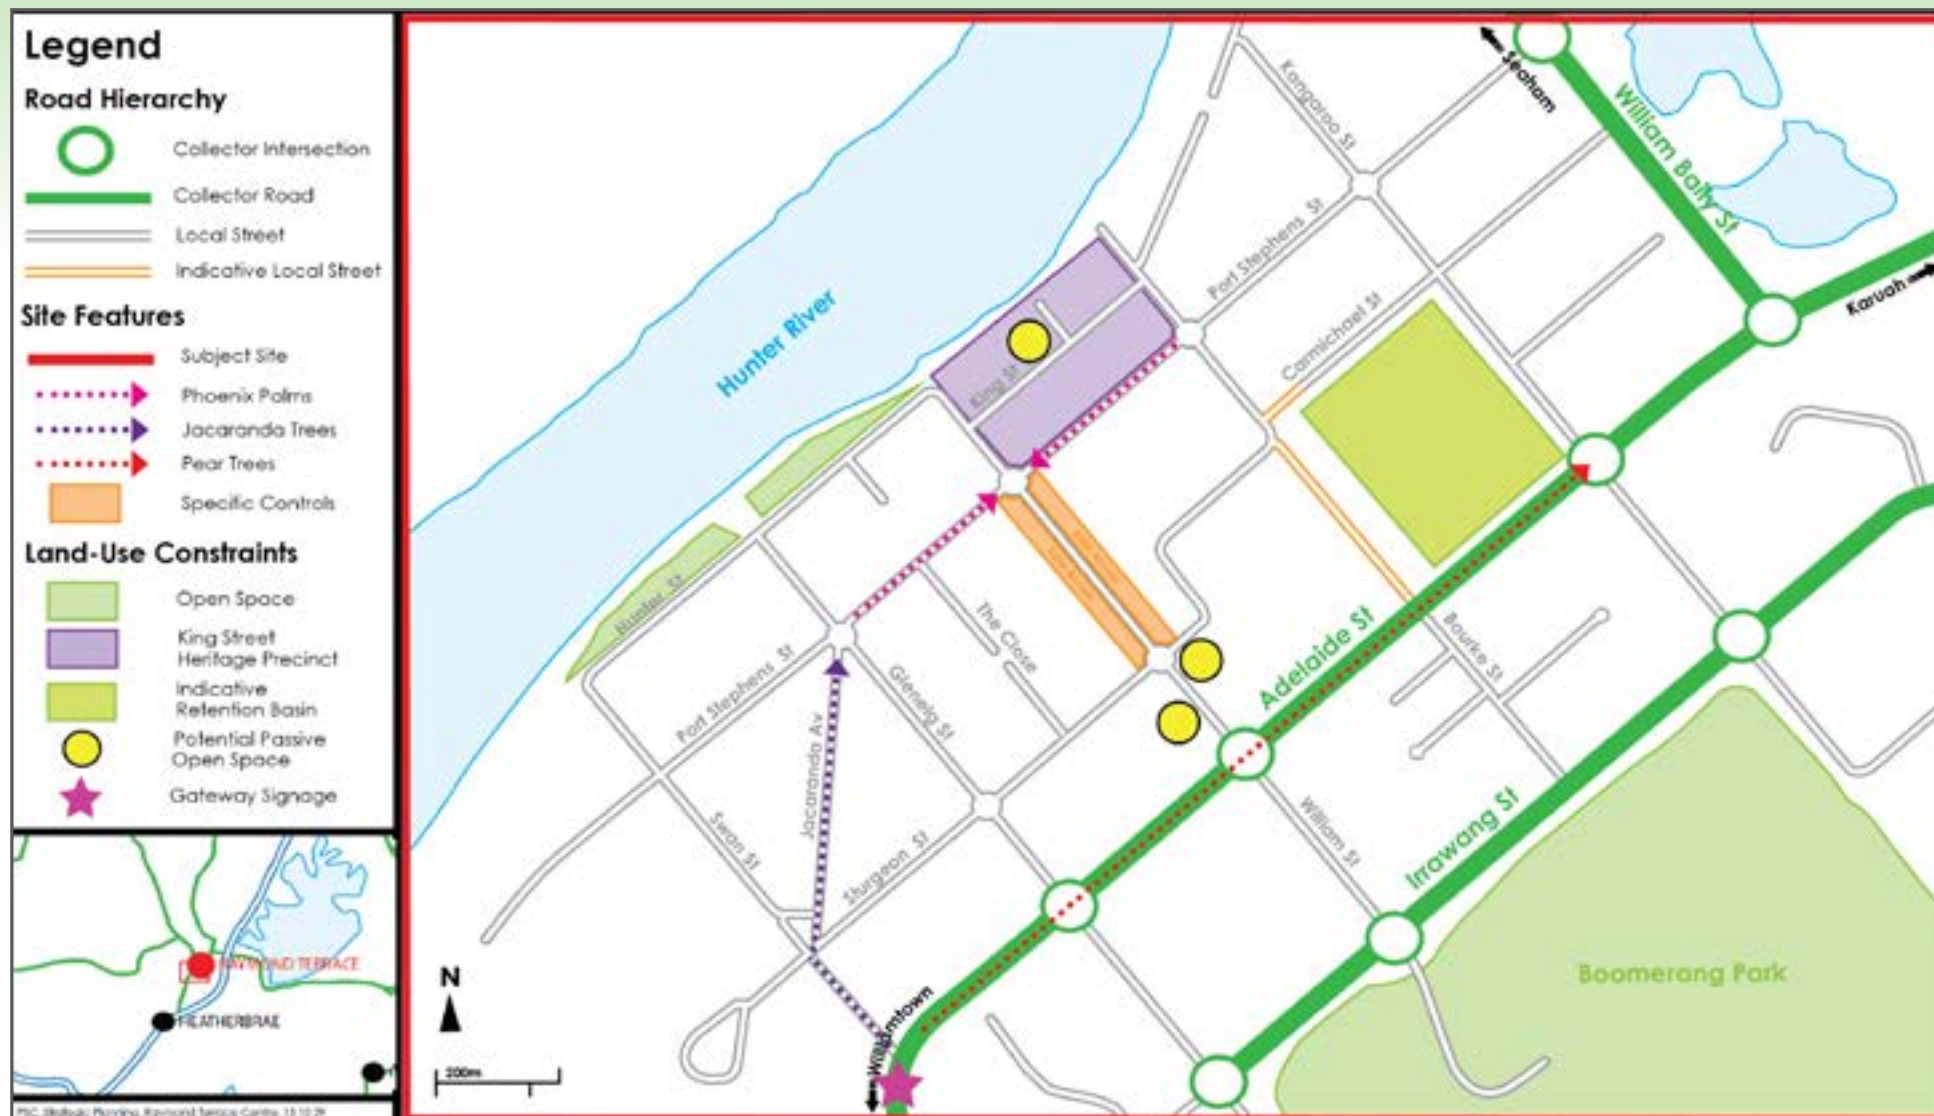 Legend
Road Hierarchy
Collector Intersection
Collector Road
Local Street
Indicative Local Street
Site Features
Subject Site
Phoenix Palms
Jacaranda Trees
Pear Trees
Specific Controls
Land-Use Constraints
Open Space
King Street
Heritage Precinct
Indicative
Retention Basin
Potential Passive
Open Space
Gateway Signage
RAYMOND TERRACE
HEATHERBRAE
Seaham
William Baily St
Kangaroo St
Port Stephens St
Karuah
Hunter River
King St
Carmichael St
Hunter St
The Close
Adelaide St
Bourke St
Port Stephens St
Glenelg St
Jacaranda Av
Swan St
Sturgeon St
William St
Irrawang St
Boomerang Park
N
200m
Williamtown